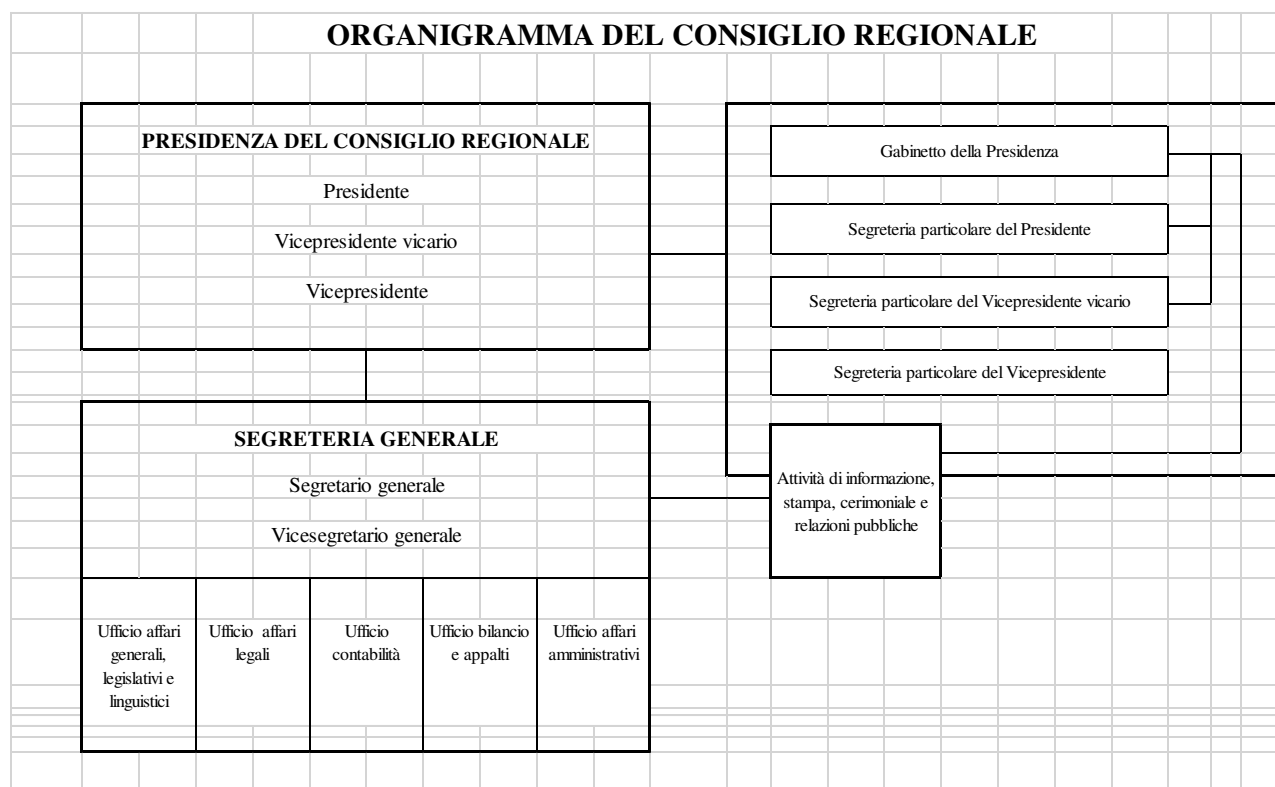 ORGANIGRAMMA DEL CONSIGLIO REGIONALE
PRESIDENZA DEL CONSIGLIO REGIONALE
Presidente
Vicepresidente vicario
Vicepresidente
Gabinetto della Presidenza
Segreteria particolare del Presidente
Segreteria particolare del Vicepresidente vicario
Segreteria particolare del Vicepresidente
SEGRETERIA GENERALE
Segretario generale
Vicesegretario generale
Attività di informazione,
stampa, cerimoniale e
relazioni pubbliche
Ufficio affari
generali,
legislativi e
linguistici
Ufficio affari
legali
Ufficio
contabilità
Ufficio bilancio
e appalti
Ufficio affari
amministrativi